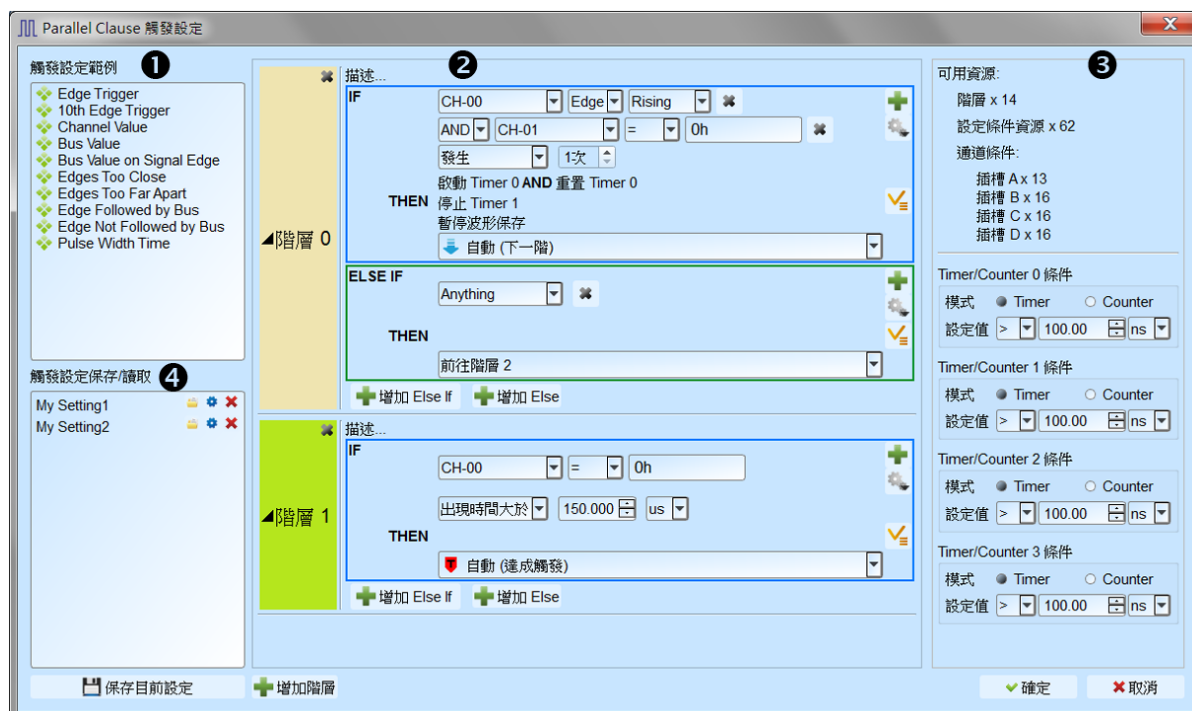 Parallel Clause 觸發設定
觸發設定範例 ❶
Edge Trigger
10th Edge Trigger
Channel Value
Bus Value
Bus Value on Signal Edge
Edges Too Close
Edges Too Far Apart
Edge Followed by Bus
Edge Not Followed by Bus
Pulse Width Time
觸發設定保存/讀取 ❹
My Setting1
My Setting2
保存目前設定
❷
階層 0
描述...
IF
CH-00 Edge Rising
AND CH-01 = 0h
發生 1次
啟動 Timer 0 AND 重置 Timer 0
THEN 停止 Timer 1
暫停波形保存
自動 (下一階)
ELSE IF
Anything
THEN
前往階層 2
增加 Else If 增加 Else
階層 1
描述...
IF
CH-00 = 0h
出現時間大於 150.000 us
THEN
自動 (達成觸發)
增加 Else If 增加 Else
增加階層
❸
可用資源:
階層 x 14
設定條件資源 x 62
通道條件:
插槽 A x 13
插槽 B x 16
插槽 C x 16
插槽 D x 16
Timer/Counter 0 條件
模式 Timer Counter
設定值 > 100.00 ns
Timer/Counter 1 條件
模式 Timer Counter
設定值 > 100.00 ns
Timer/Counter 2 條件
模式 Timer Counter
設定值 > 100.00 ns
Timer/Counter 3 條件
模式 Timer Counter
設定值 > 100.00 ns
確定 取消